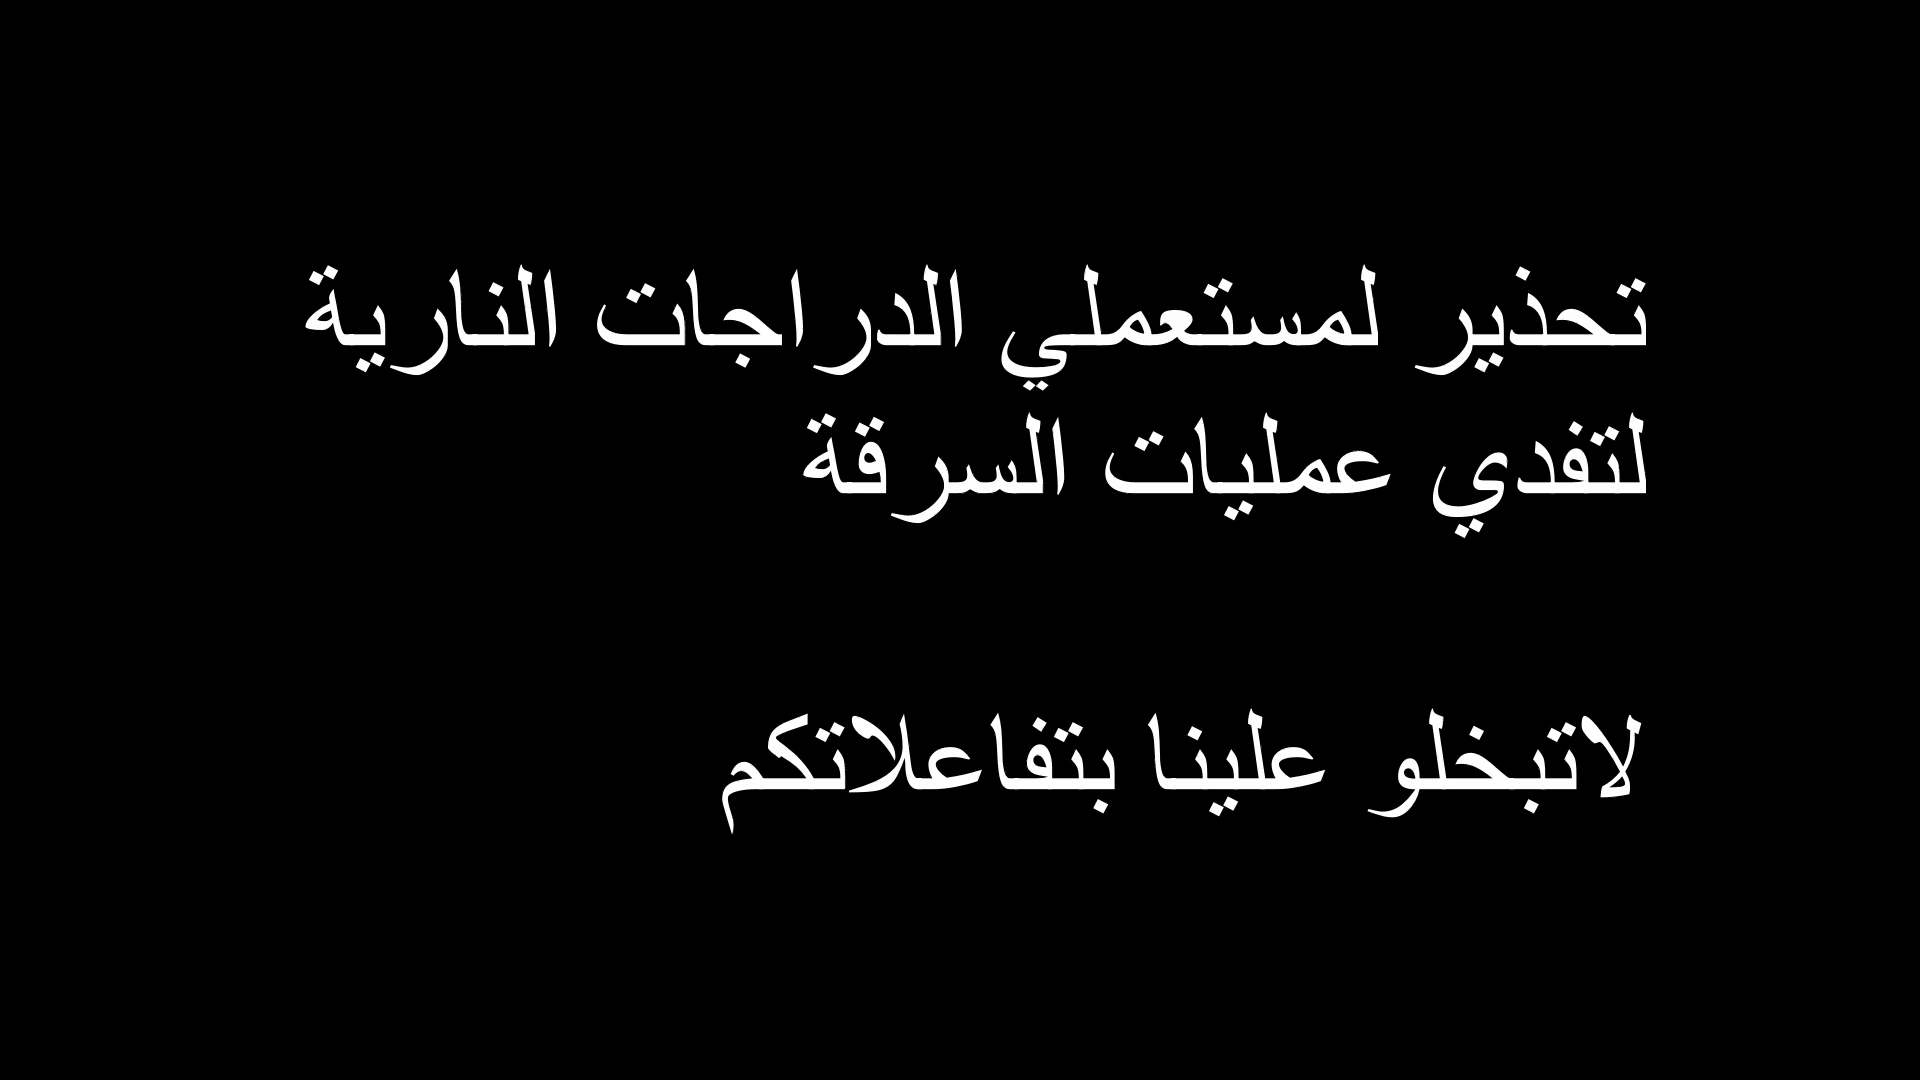 تحذير لمستعملي الدراجات النارية
لتفدي عمليات السرقة
لاتبخلو علينا بتفاعلاتكم